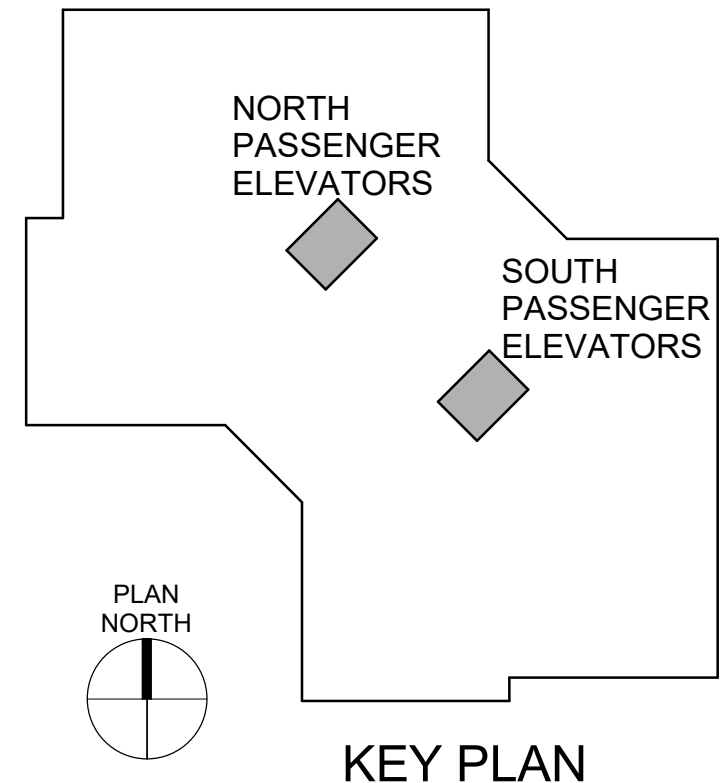 NORTH
PASSENGER
ELEVATORS
SOUTH
PASSENGER
ELEVATORS
PLAN
NORTH
KEY PLAN